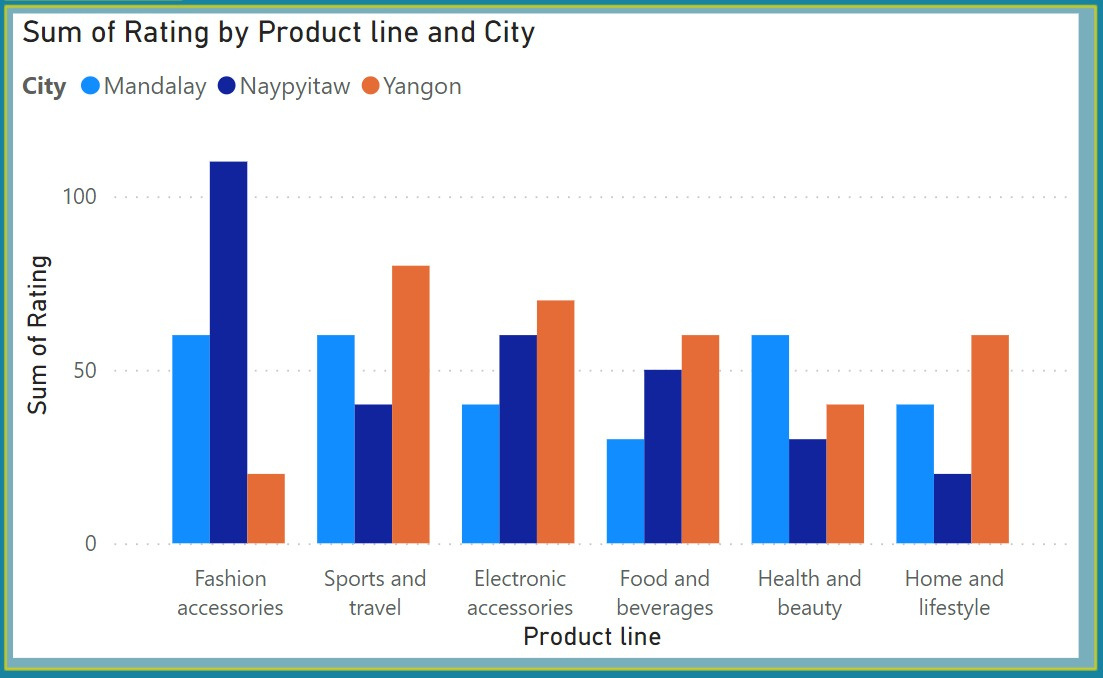 Sum of Rating by Product line and City
City Mandalay Naypyitaw Yangon
Sum of Rating
100
50
0
Fashion accessories
Sports and travel
Electronic accessories
Food and beverages
Health and beauty
Home and lifestyle
Product line